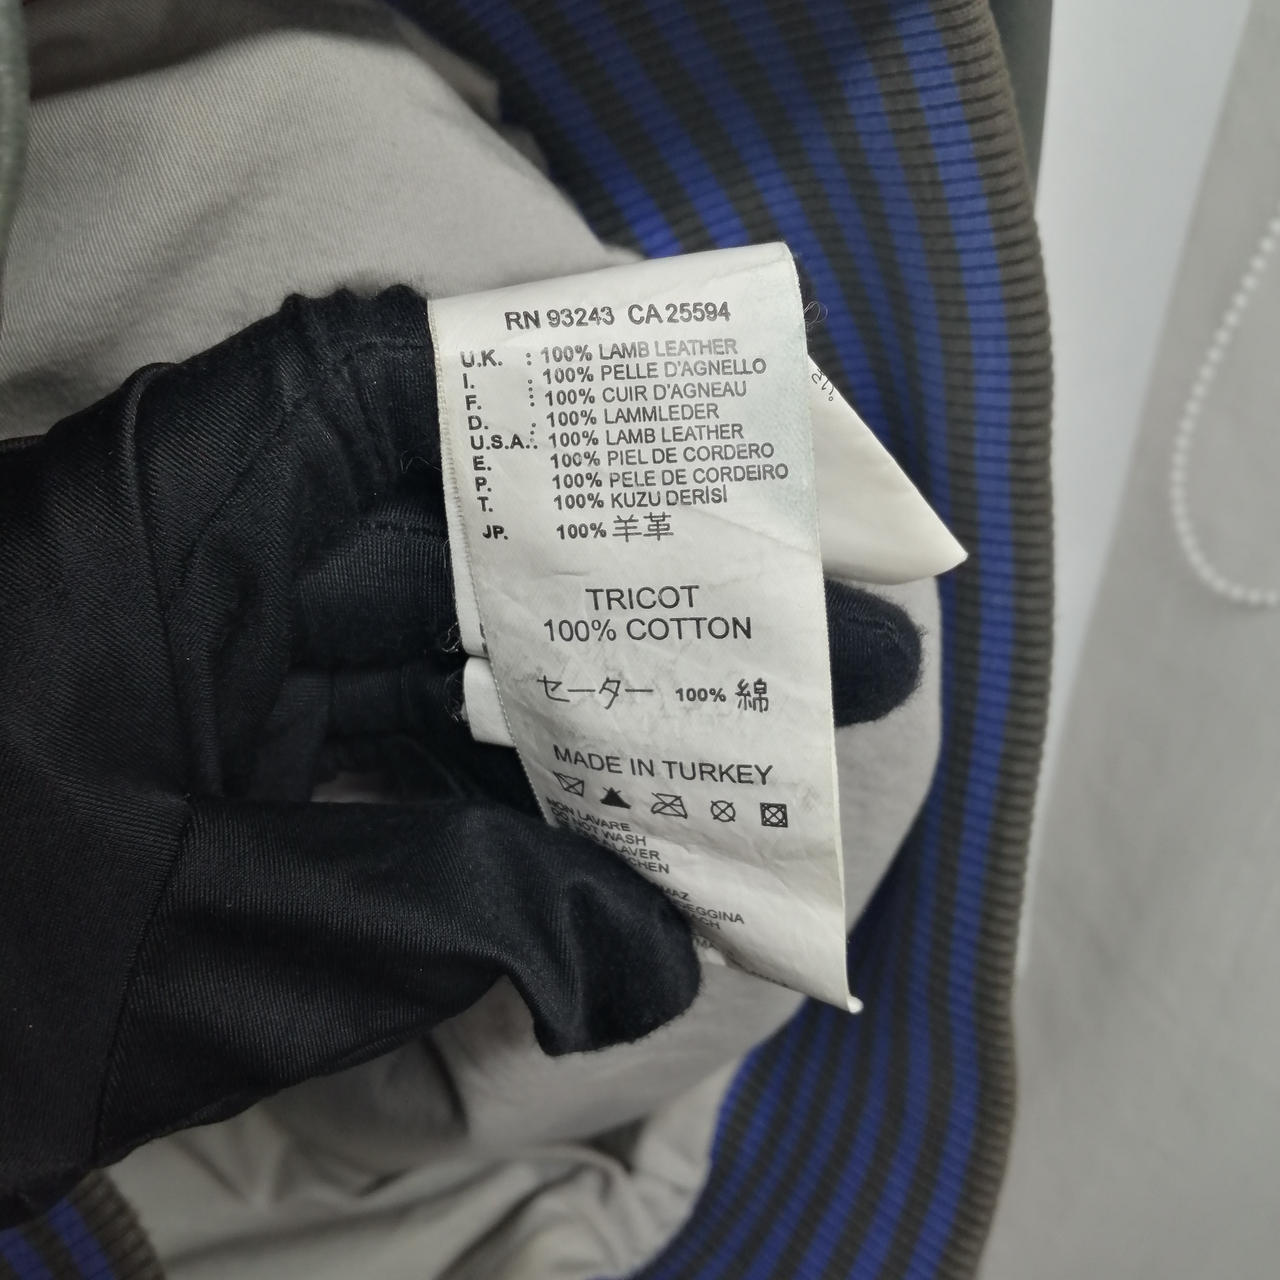 RN 93243 CA 25594
U.K. : 100% LAMB LEATHER
I. : 100% PELLE D'AGNELLO
F. : 100% CUIR D'AGNEAU
D. : 100% LAMMLEDER
U.S.A.: 100% LAMB LEATHER
E. 100% PIEL DE CORDERO
P. 100% PELE DE CORDEIRO
T. 100% KUZU DERİSİ
JP. 100% 羊革
TRICOT
100% COTTON
セーター 100% 綿
MADE IN TURKEY
NON LAVARE
DO NOT WASH